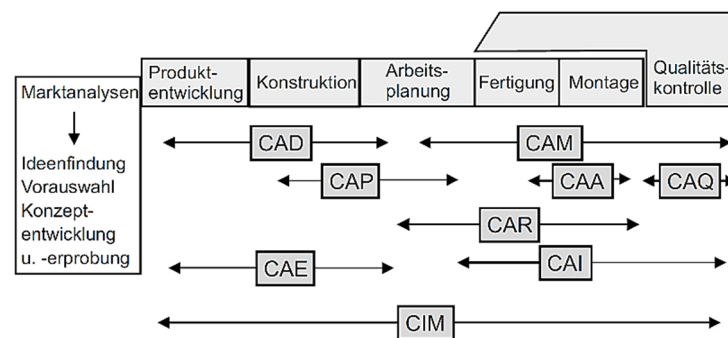 Marktanalysen
Ideenfindung
Vorauswahl
Konzept-
entwicklung
u. -erprobung
Produkt-
entwicklung
Konstruktion
Arbeits-
planung
Fertigung
Montage
Qualitäts-
kontrolle
CAD
CAM
CAP
CAA
CAQ
CAR
CAE
CAI
CIM